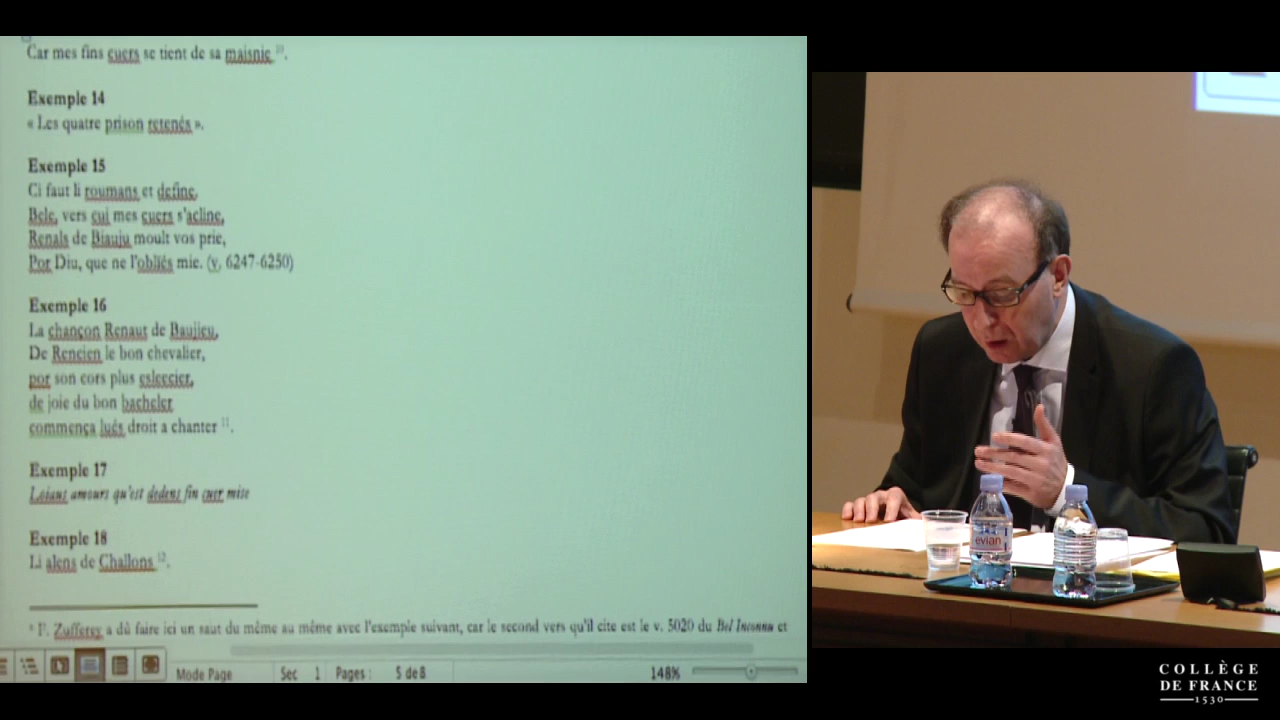 Car mes fins cuers se tient de sa maisnie 10.
Exemple 14
« Les quatre prison retenés ».
Exemple 15
Ci faut li roumans et define.
Bele, vers cui mes cuers s'acline,
Renals de Biauju moult vos prie,
Por Diu, que ne l'obliés mie. (v. 6247-6250)
Exemple 16
La chançon Renaut de Baujieu,
De Rencien le bon chevalier,
por son cors plus esleecier,
de joie du bon bacheler
commença lués droit a chanter 11.
Exemple 17
Loiaus amours qu'est dedens fin cuer mise
Exemple 18
Li alens de Challons 12.
F. Zufferey a dû faire ici un saut du même au même avec l'exemple suivant, car le second vers qu'il cite est le v. 5020 du Bel Inconnu et
Mode Page Sec 1 Pages : 5 de 8 148%
evian
COLLÈGE
DE FRANCE
1530